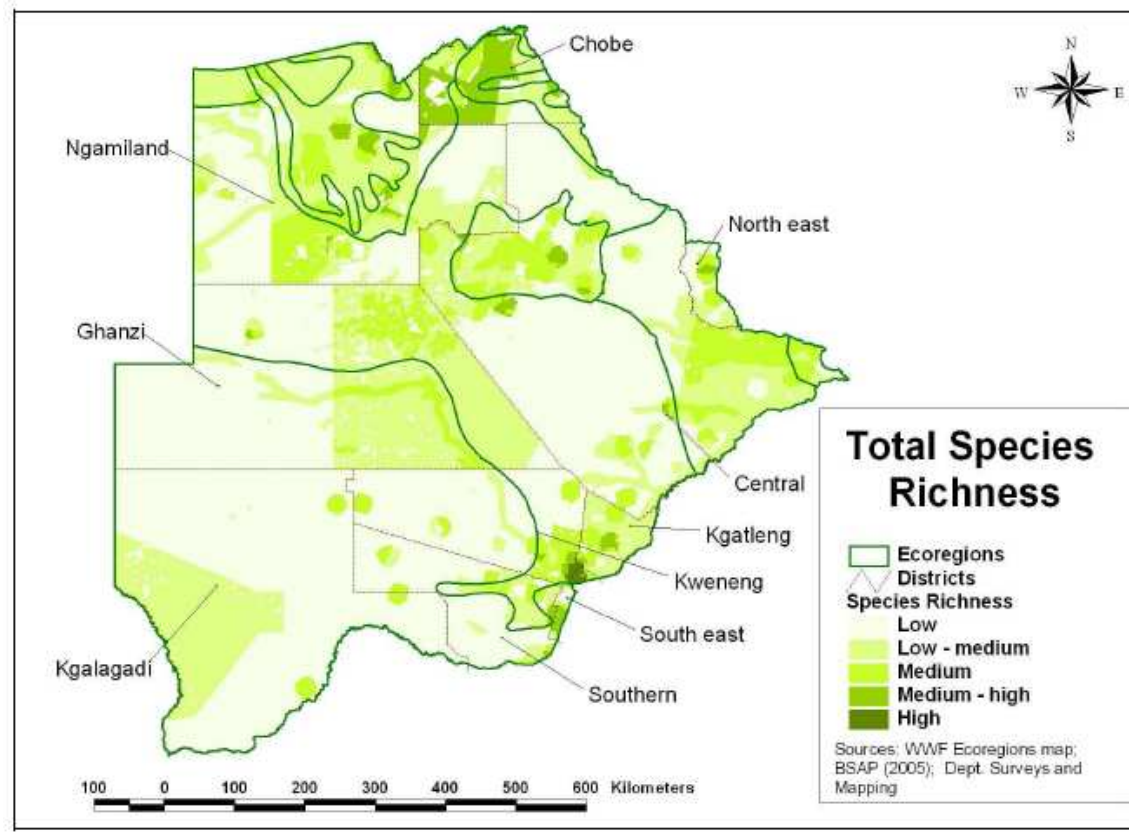 Chobe
N
W E
S
Ngamiland
North east
Ghanzi
Central
Kgatleng
Kweneng
South east
Kgalagadi
Southern
Total Species
Richness
Ecoregions
Districts
Species Richness
Low
Low - medium
Medium
Medium - high
High
Sources: WWF Ecoregions map;
BSAP (2005); Dept. Surveys and
Mapping
100 0 100 200 300 400 500 600 Kilometers